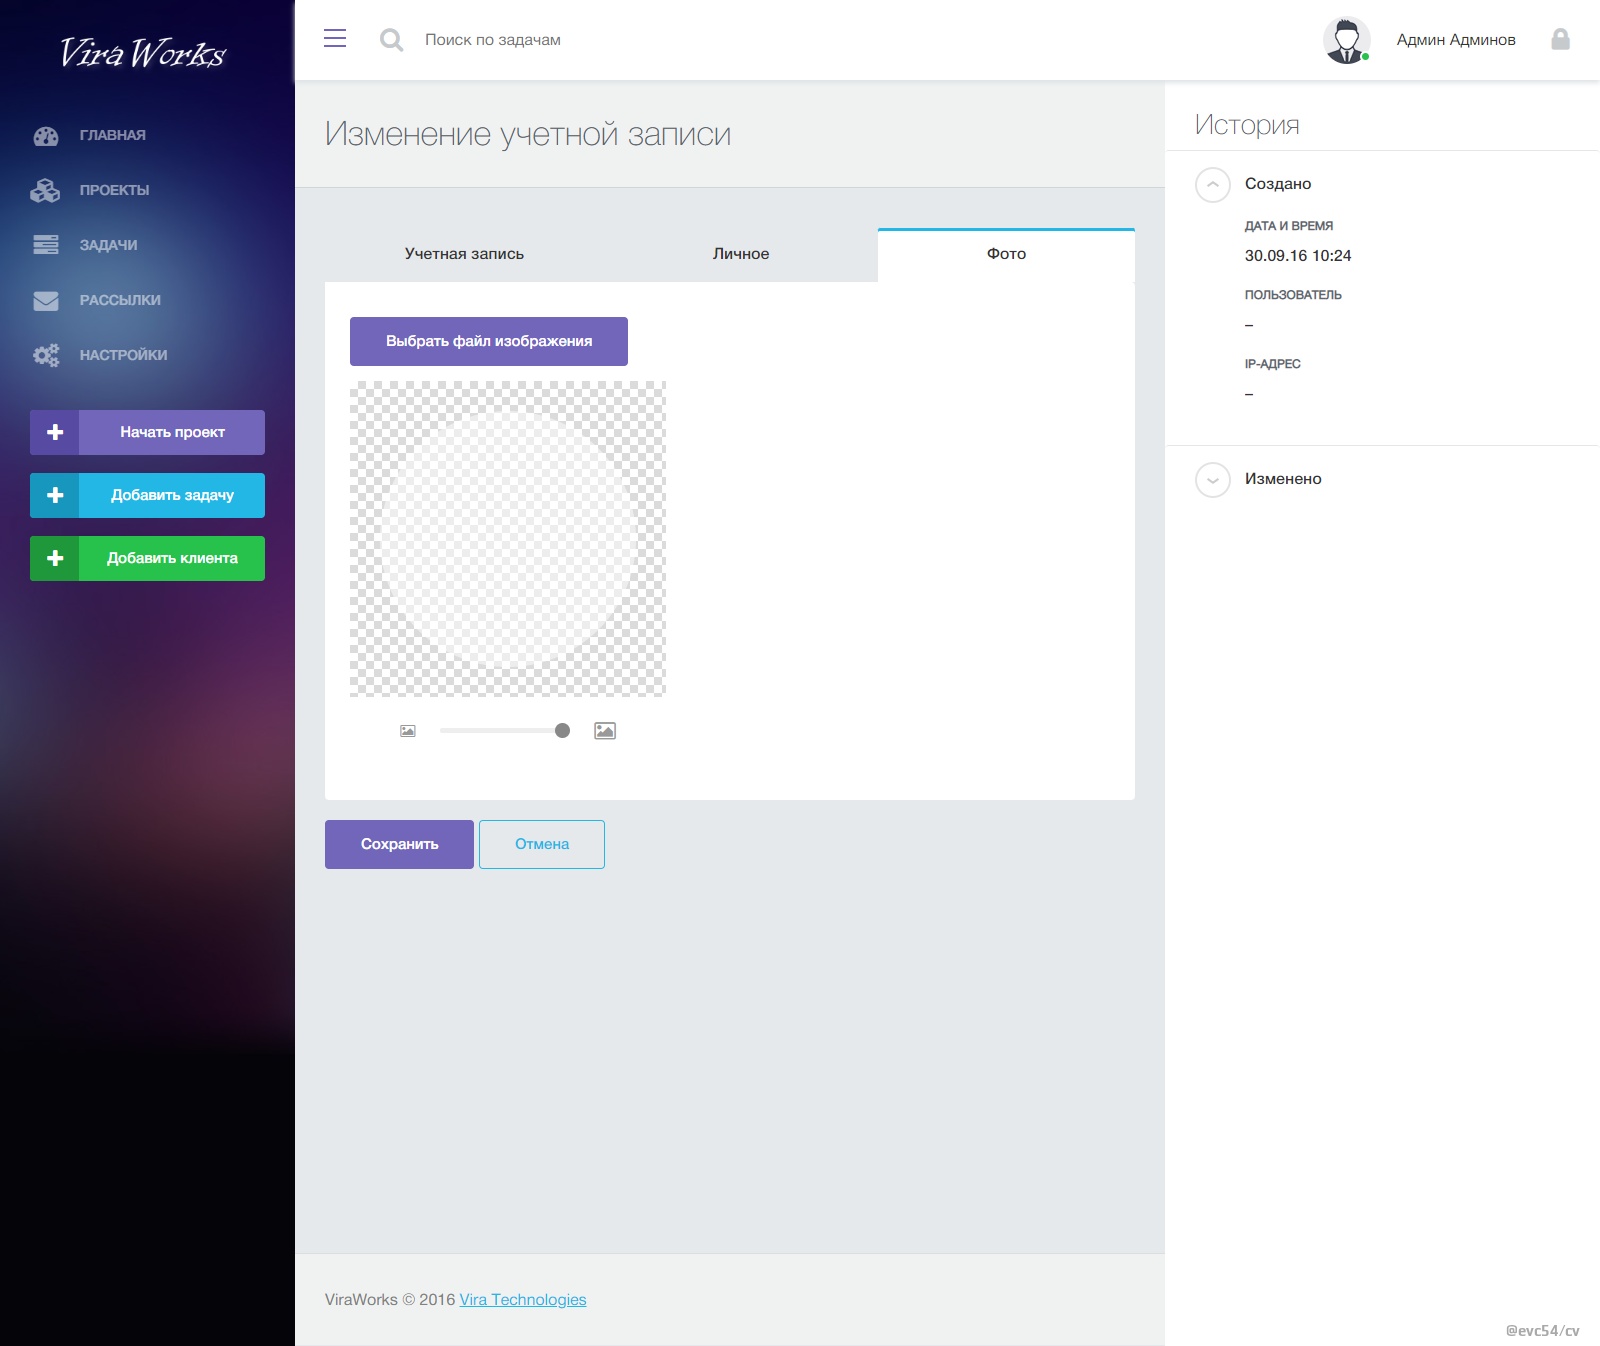 Vira Works
ГЛАВНАЯ
ПРОЕКТЫ
ЗАДАЧИ
РАССЫЛКИ
НАСТРОЙКИ
Начать проект
Добавить задачу
Добавить клиента
Поиск по задачам
Админ Админов
Изменение учетной записи
Учетная запись
Личное
Фото
Выбрать файл изображения
Сохранить
Отмена
История
Создано
ДАТА И ВРЕМЯ
30.09.16 10:24
ПОЛЬЗОВАТЕЛЬ
–
IP-АДРЕС
–
Изменено
ViraWorks © 2016 Vira Technologies
@evc54/cv